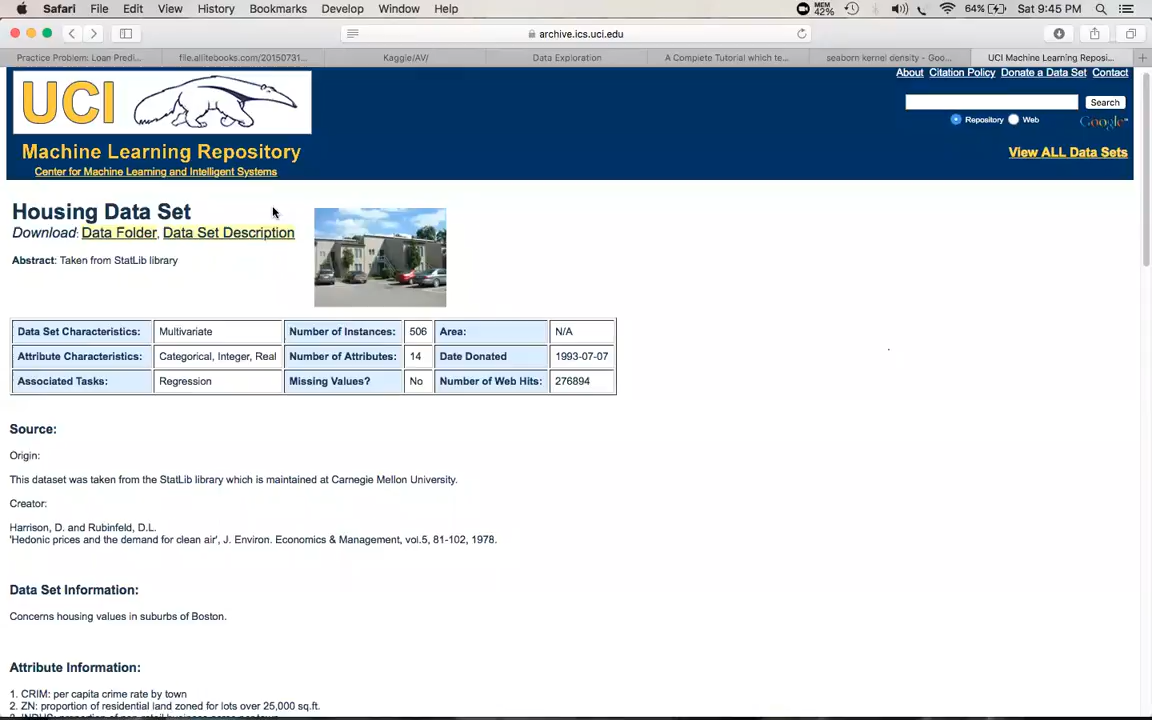 Safari File Edit View History Bookmarks Develop Window Help MEM 42% 64% Sat 9:45 PM
archive.ics.uci.edu
Practice Problem: Loan Predi... file.allitebooks.com/20150731... Kaggle/AV/ Data Exploration A Complete Tutorial which te... seaborn kernel density - Goo... UCI Machine Learning Reposi...
About Citation Policy Donate a Data Set Contact
UCI
Search
Repository Web Google™
Machine Learning Repository
View ALL Data Sets
Center for Machine Learning and Intelligent Systems
Housing Data Set
Download: Data Folder, Data Set Description
Abstract: Taken from StatLib library
Data Set Characteristics: Multivariate Number of Instances: 506 Area: N/A
Attribute Characteristics: Categorical, Integer, Real Number of Attributes: 14 Date Donated 1993-07-07
Associated Tasks: Regression Missing Values? No Number of Web Hits: 276894
Source:
Origin:
This dataset was taken from the StatLib library which is maintained at Carnegie Mellon University.
Creator:
Harrison, D. and Rubinfeld, D.L.
'Hedonic prices and the demand for clean air', J. Environ. Economics & Management, vol.5, 81-102, 1978.
Data Set Information:
Concerns housing values in suburbs of Boston.
Attribute Information:
1. CRIM: per capita crime rate by town
2. ZN: proportion of residential land zoned for lots over 25,000 sq.ft.